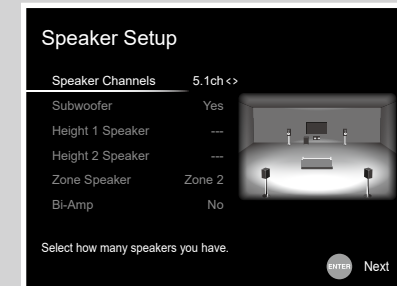 Speaker Setup
Speaker Channels 5.1ch <>
Subwoofer Yes
Height 1 Speaker ---
Height 2 Speaker ---
Zone Speaker Zone 2
Bi-Amp No
Select how many speakers you have.
ENTER Next